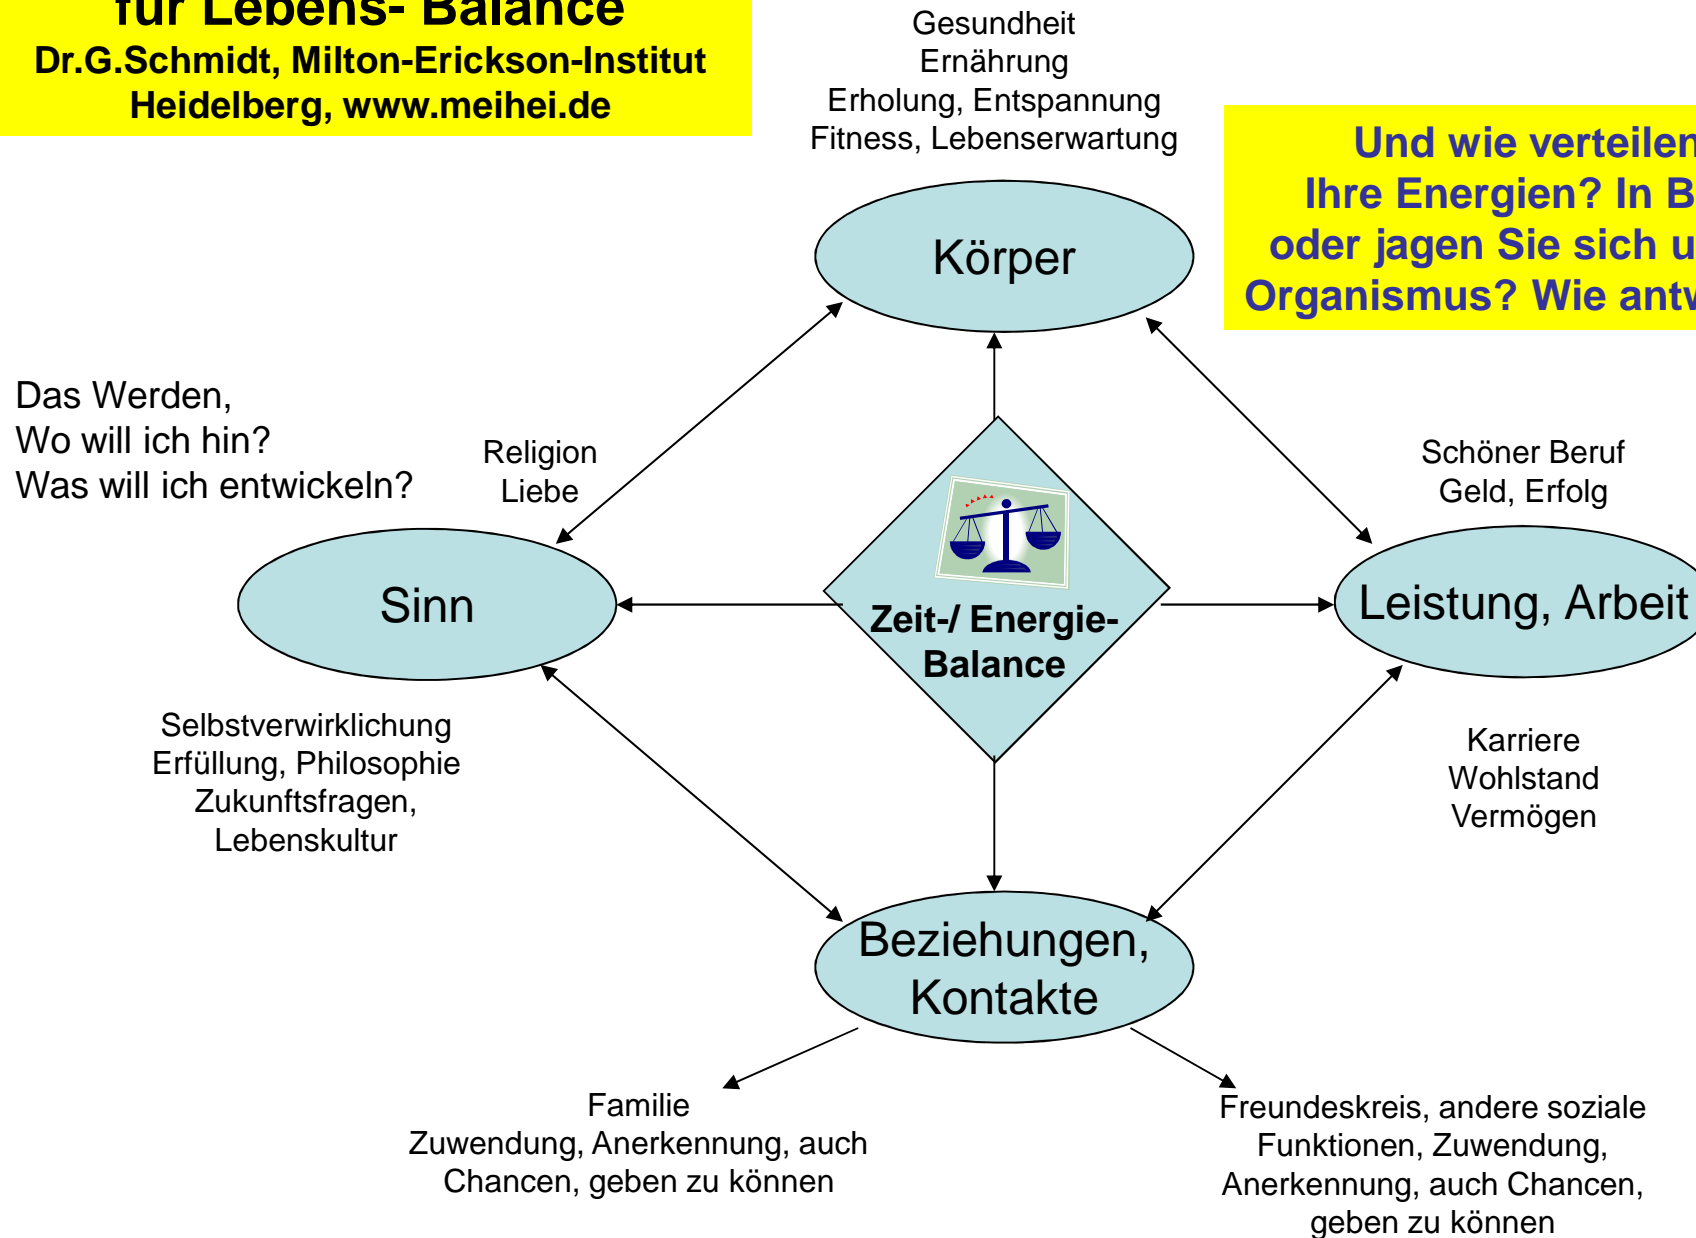 für Lebens- Balance
Dr.G.Schmidt, Milton-Erickson-Institut
Heidelberg, www.meihei.de
Gesundheit
Ernährung
Erholung, Entspannung
Fitness, Lebenserwartung
Und wie verteilen
Ihre Energien? In
oder jagen Sie sich
Organismus? Wie
Körper
Das Werden,
Wo will ich hin?
Was will ich entwickeln?
Religion
Liebe
Schöner Beruf
Geld, Erfolg
Sinn
Zeit-/ Energie-
Balance
Leistung, Arbeit
Selbstverwirklichung
Erfüllung, Philosophie
Zukunftsfragen,
Lebenskultur
Karriere
Wohlstand
Vermögen
Beziehungen,
Kontakte
Familie
Zuwendung, Anerkennung, auch
Chancen, geben zu können
Freundeskreis, andere soziale
Funktionen, Zuwendung,
Anerkennung, auch Chancen,
geben zu können